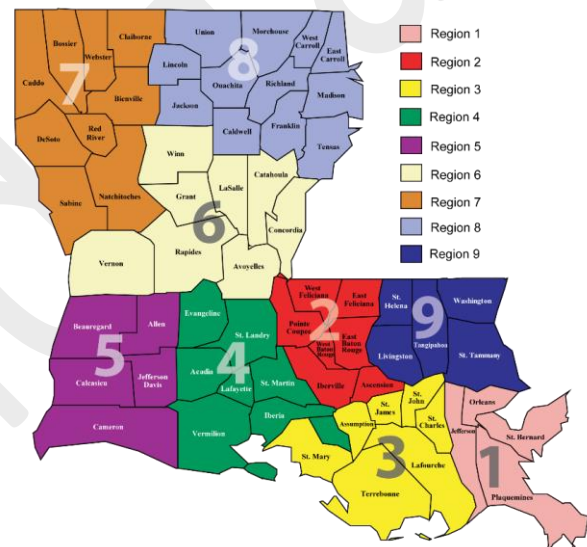 Region 1
Region 2
Region 3
Region 4
Region 5
Region 6
Region 7
Region 8
Region 9
Caddo
Bossier
Webster
Claiborne
7
Bienville
DeSoto
Red
River
Sabine
Natchitoches
Union
Morehouse
West
Carroll
East
Carroll
Lincoln
8
Ouachita
Richland
Madison
Jackson
Caldwell
Franklin
Tensas
Winn
LaSalle
Catahoula
Grant
6
Concordia
Rapides
Vernon
Avoyelles
Beauregard
Allen
5
Calcasieu
Jefferson
Davis
Cameron
Evangeline
St. Landry
4
Acadia
Lafayette
St. Martin
Iberia
Vermilion
West
Feliciana
East
Feliciana
2
Pointe
Coupee
West
Baton
Rouge
East
Baton
Rouge
Iberville
Ascension
St.
Helena
9
Washington
Tangipahoa
Livingston
St. Tammany
Assumption
St.
James
St.
John
St.
Charles
St. Mary
3
Lafourche
Terrebonne
Orleans
Jefferson
St. Bernard
1
Plaquemines